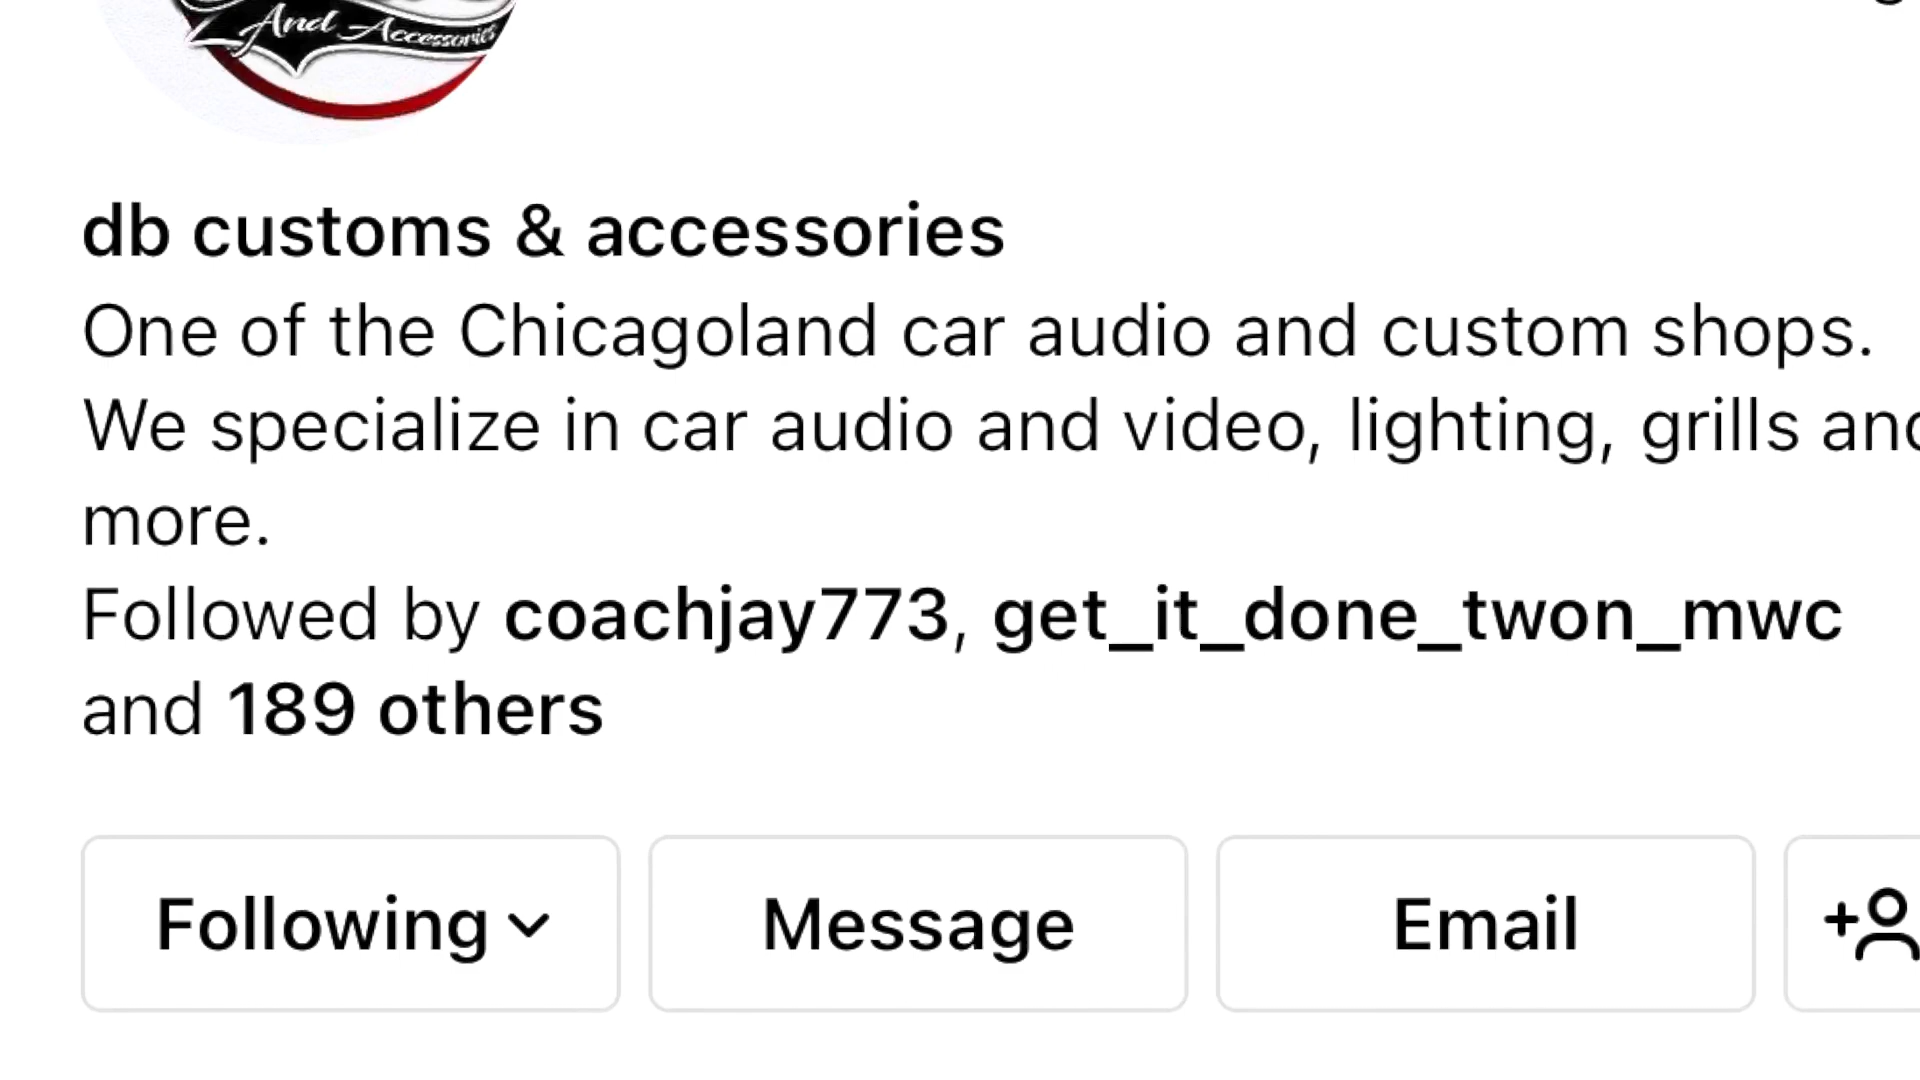 And Accessories
db customs & accessories
One of the Chicagoland car audio and custom shops.
We specialize in car audio and video, lighting, grills and
more.
Followed by coachjay773, get_it_done_twon_mwc
and 189 others
Following
Message
Email